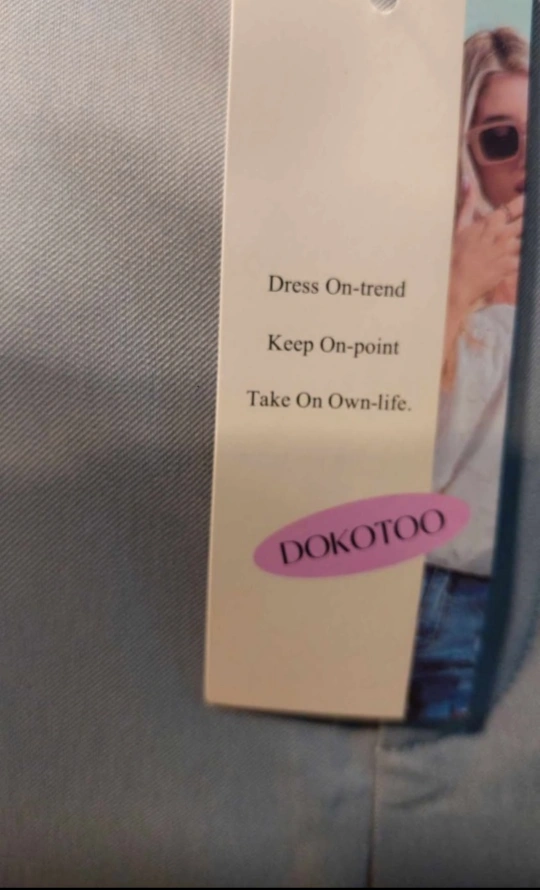 Dress On-trend
Keep On-point
Take On Own-life.
DOKOTOO